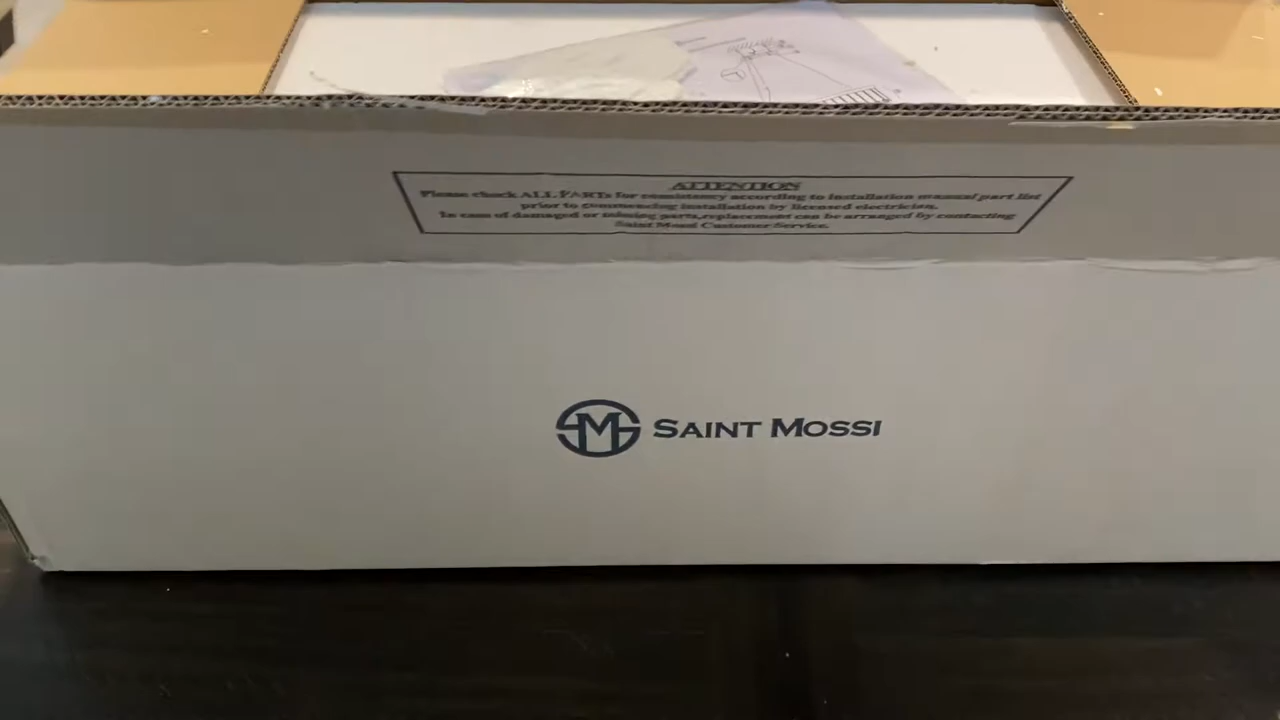 ATTENTION
Please check ALL PARTs for consistency according to installation manual part list
prior to commencing installation by licensed electrician.
In case of damaged or missing parts,replacement can be arranged by contacting
Saint Mossi Customer Service.
SM SAINT MOSSI